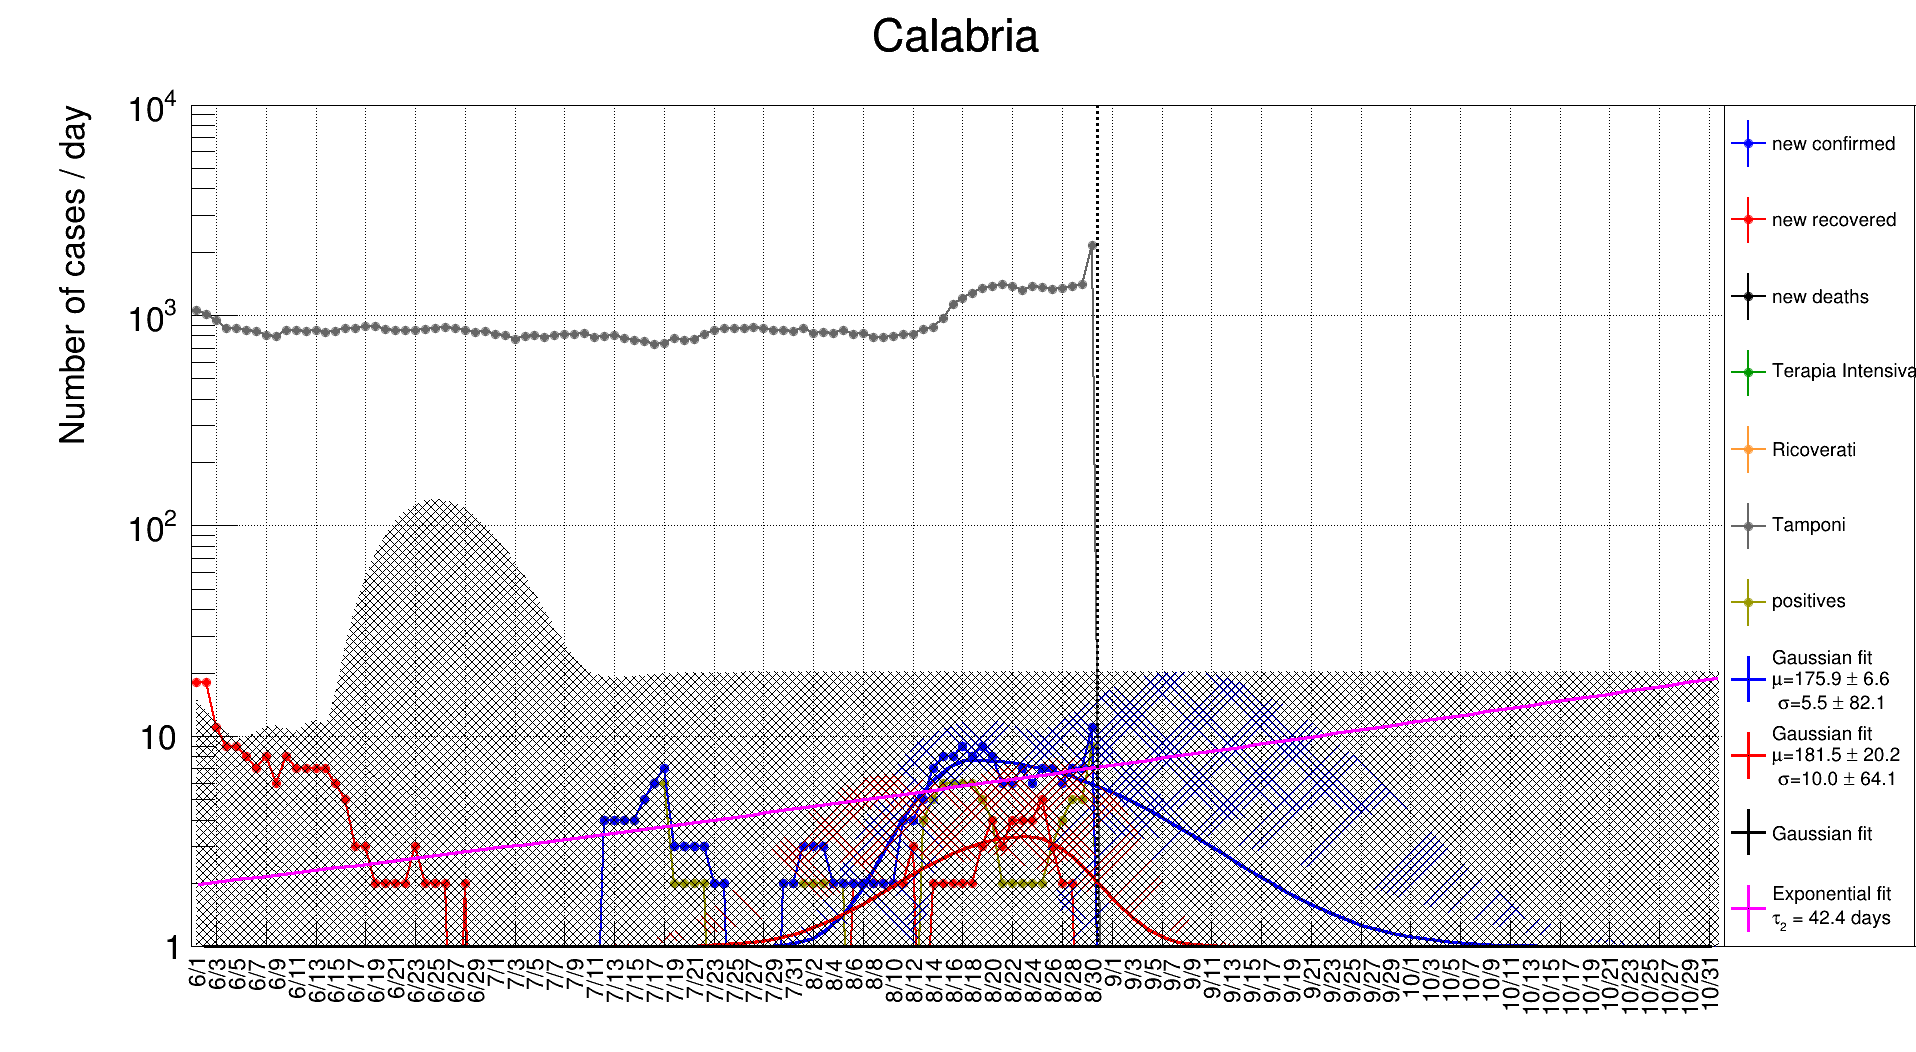 Calabria
Number of cases / day
10^4
10^3
10^2
10
1
6/1 6/3 6/5 6/7 6/9 6/11 6/13 6/15 6/17 6/19 6/21 6/23 6/25 6/27 6/29 7/1 7/3 7/5 7/7 7/9 7/11 7/13 7/15 7/17 7/19 7/21 7/23 7/25 7/27 7/29 7/31 8/2 8/4 8/6 8/8 8/10 8/12 8/14 8/16 8/18 8/20 8/22 8/24 8/26 8/28 8/30 9/1 9/3 9/5 9/7 9/9 9/11 9/13 9/15 9/17 9/19 9/21 9/23 9/25 9/27 9/29 10/1 10/3 10/5 10/7 10/9 10/11 10/13 10/15 10/17 10/19 10/21 10/23 10/25 10/27 10/29 10/31
new confirmed
new recovered
new deaths
Terapia Intensiva
Ricoverati
Tamponi
positives
Gaussian fit
μ=175.9 ± 6.6
σ=5.5 ± 82.1
Gaussian fit
μ=181.5 ± 20.2
σ=10.0 ± 64.1
Gaussian fit
Exponential fit
τ₂ = 42.4 days